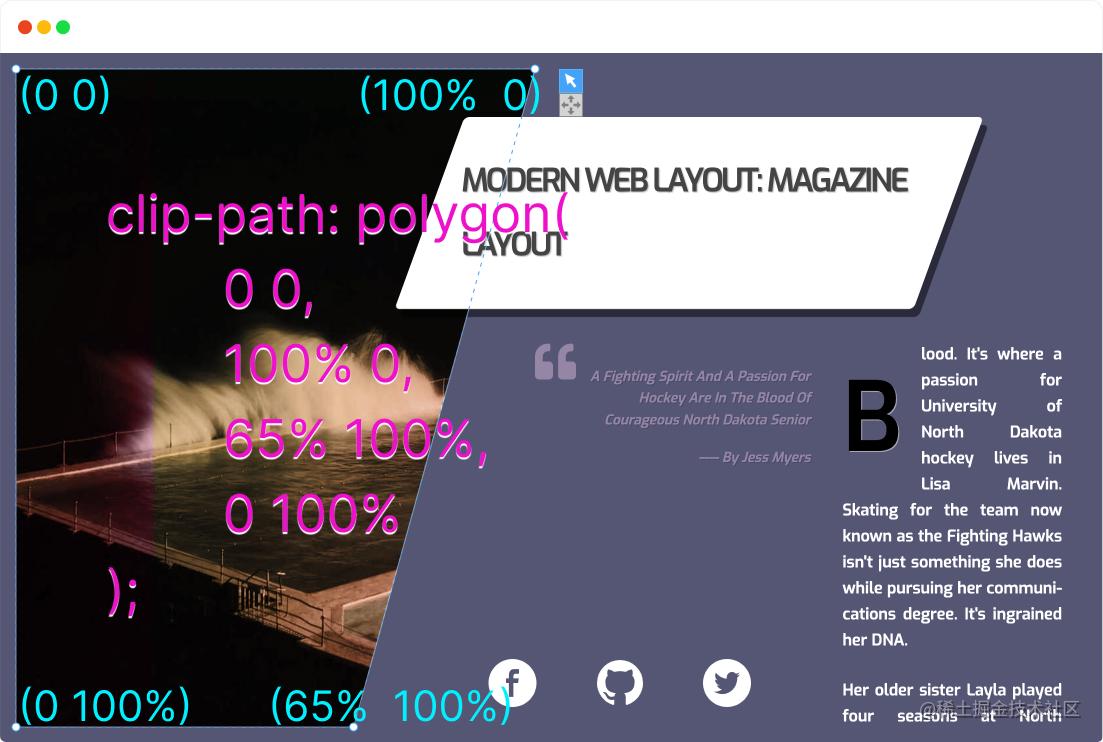 (0 0)
(100% 0)
MODERN WEB LAYOUT: MAGAZINE
LAYOUT
clip-path: polygon(
0 0,
100% 0,
65% 100%,
0 100%
);
(0 100%)
(65% 100%)
A Fighting Spirit And A Passion For
Hockey Are In The Blood Of
Courageous North Dakota Senior
—— By Jess Myers
B
lood. It's where a
passion for
University of
North Dakota
hockey lives in
Lisa Marvin.
Skating for the team now
known as the Fighting Hawks
isn't just something she does
while pursuing her communi-
cations degree. It's ingrained
her DNA.
Her older sister Layla played
four seasons at North
@稀土掘金技术社区